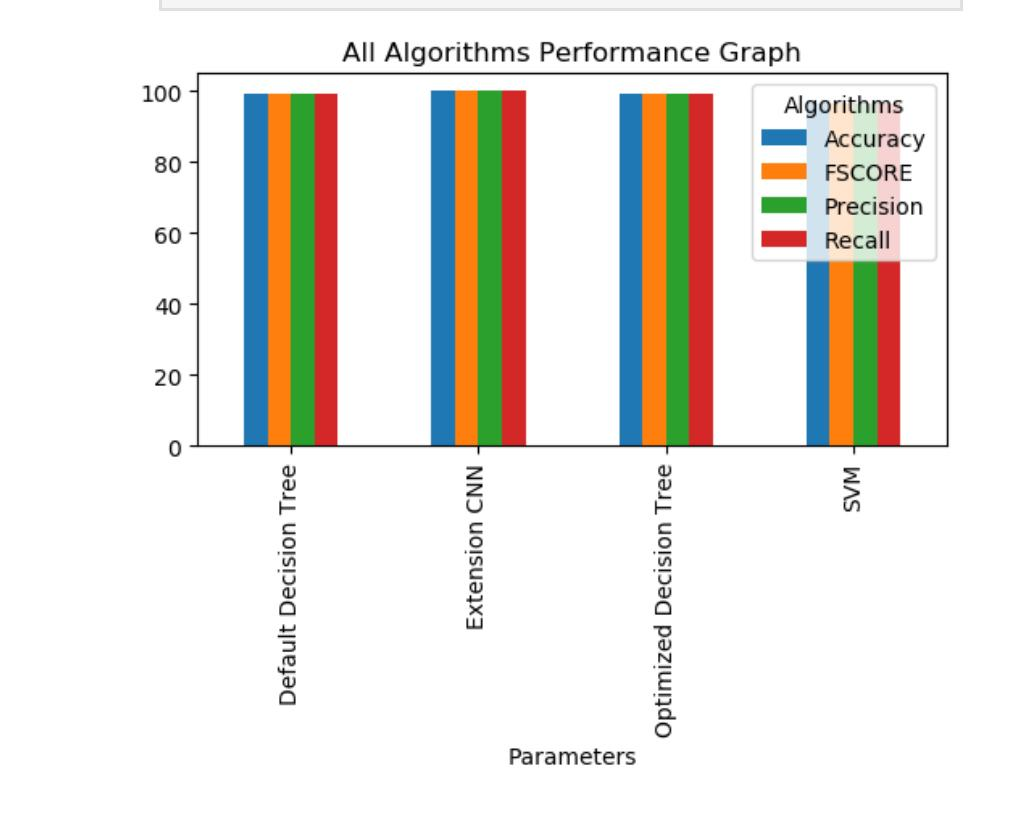 All Algorithms Performance Graph
100
80
60
40
20
0
Algorithms
Accuracy
FSCORE
Precision
Recall
Default Decision Tree
Extension CNN
Optimized Decision Tree
SVM
Parameters